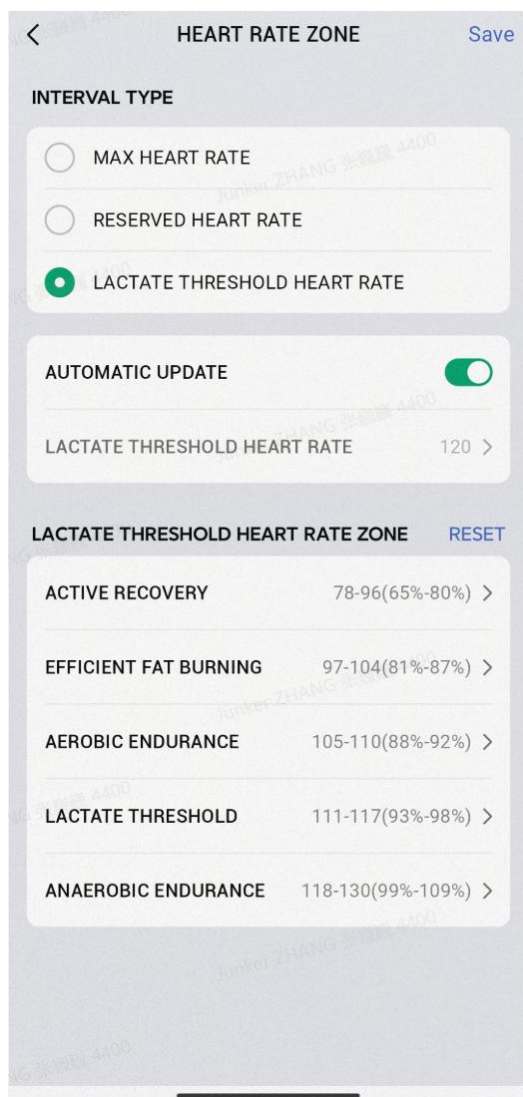 HEART RATE ZONE Save
INTERVAL TYPE
MAX HEART RATE
RESERVED HEART RATE
LACTATE THRESHOLD HEART RATE
AUTOMATIC UPDATE
LACTATE THRESHOLD HEART RATE 120
LACTATE THRESHOLD HEART RATE ZONE RESET
ACTIVE RECOVERY 78-96(65%-80%)
EFFICIENT FAT BURNING 97-104(81%-87%)
AEROBIC ENDURANCE 105-110(88%-92%)
LACTATE THRESHOLD 111-117(93%-98%)
ANAEROBIC ENDURANCE 118-130(99%-109%)